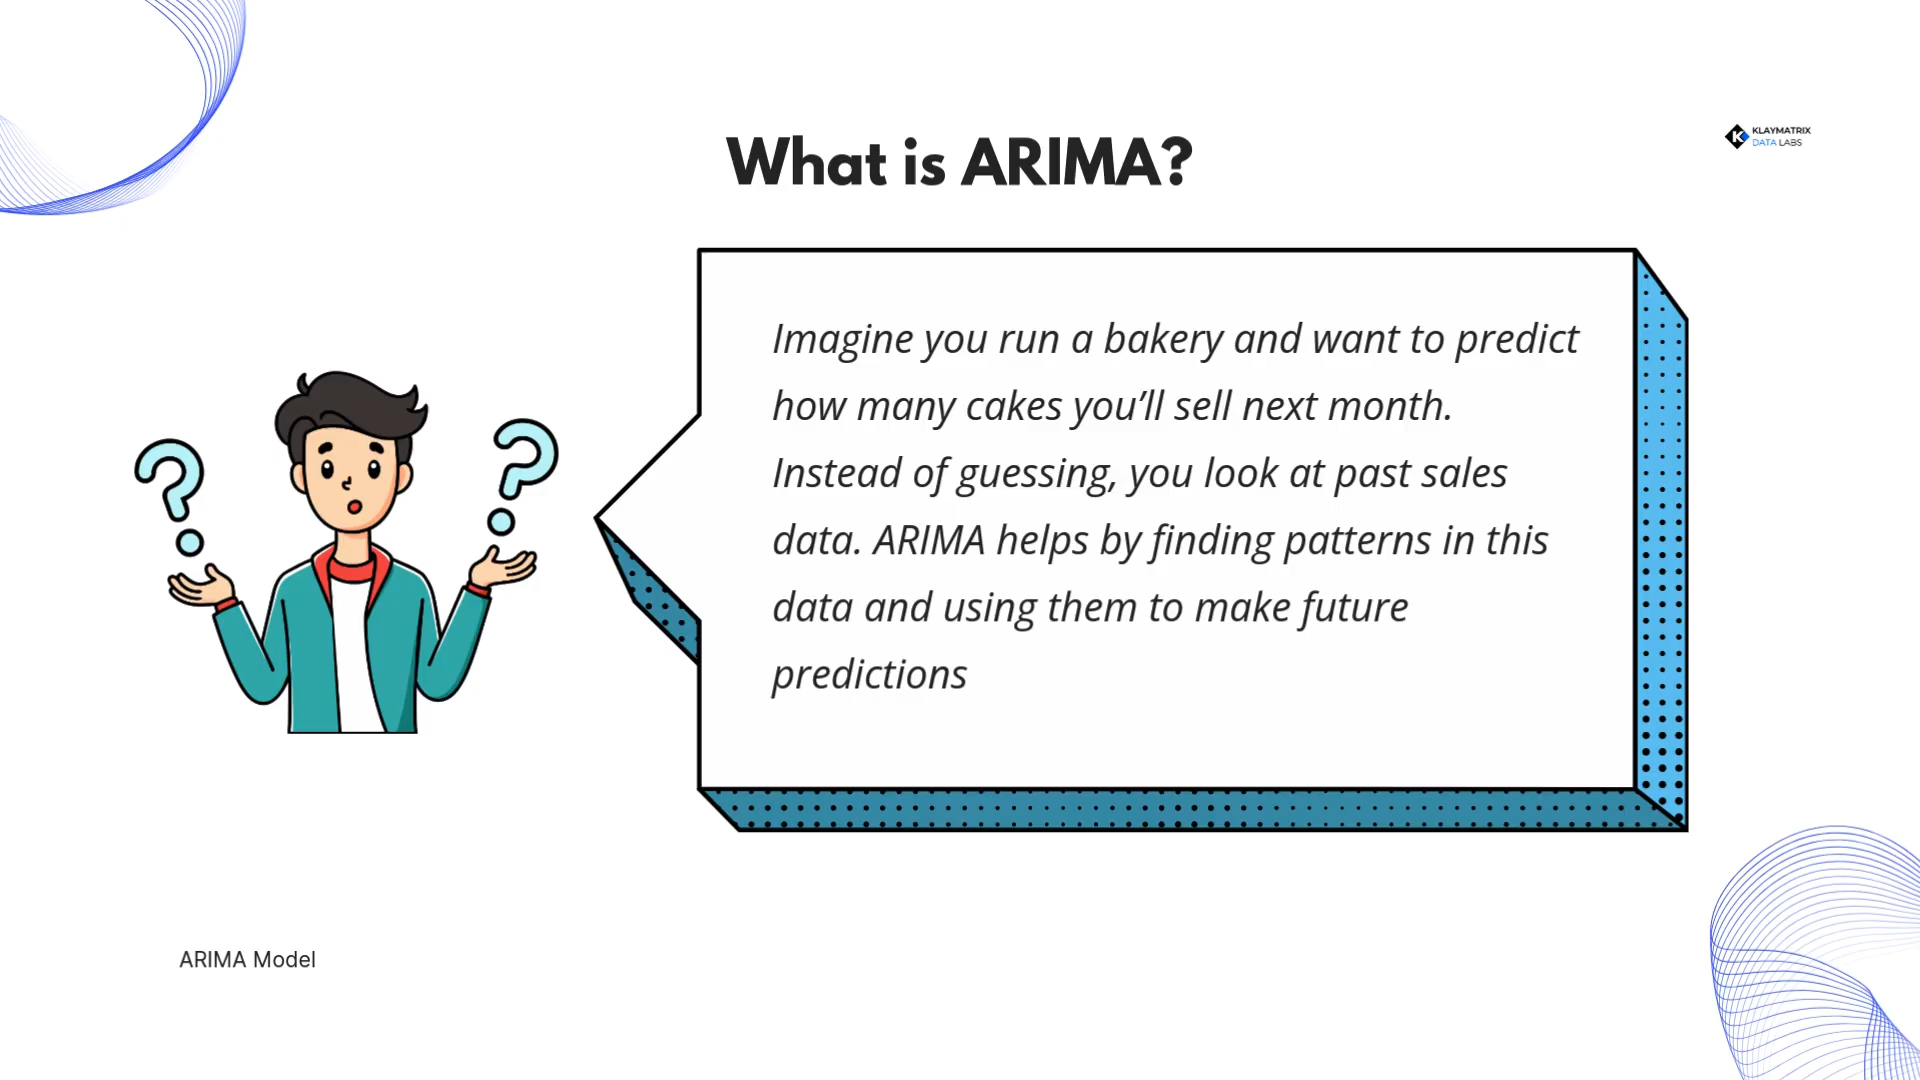 What is ARIMA?
KLAYMATRIX
DATA LABS
Imagine you run a bakery and want to predict
how many cakes you’ll sell next month.
Instead of guessing, you look at past sales
data. ARIMA helps by finding patterns in this
data and using them to make future
predictions
ARIMA Model